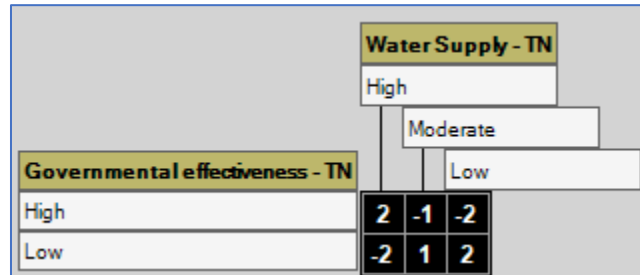 Water Supply - TN
High
Moderate
Low
Governmental effectiveness - TN
High 2 -1 -2
Low -2 1 2